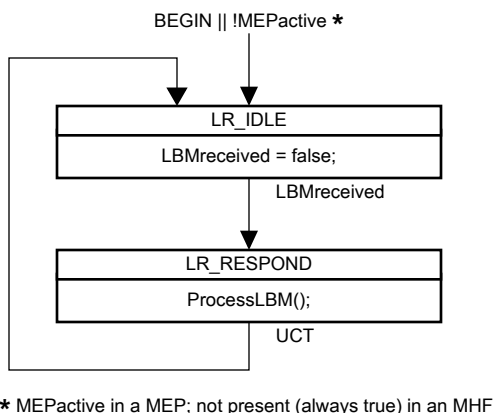 BEGIN || !MEPactive *
LR_IDLE
LBMreceived = false;
LBMreceived
LR_RESPOND
ProcessLBM();
UCT
* MEPactive in a MEP; not present (always true) in an MHF